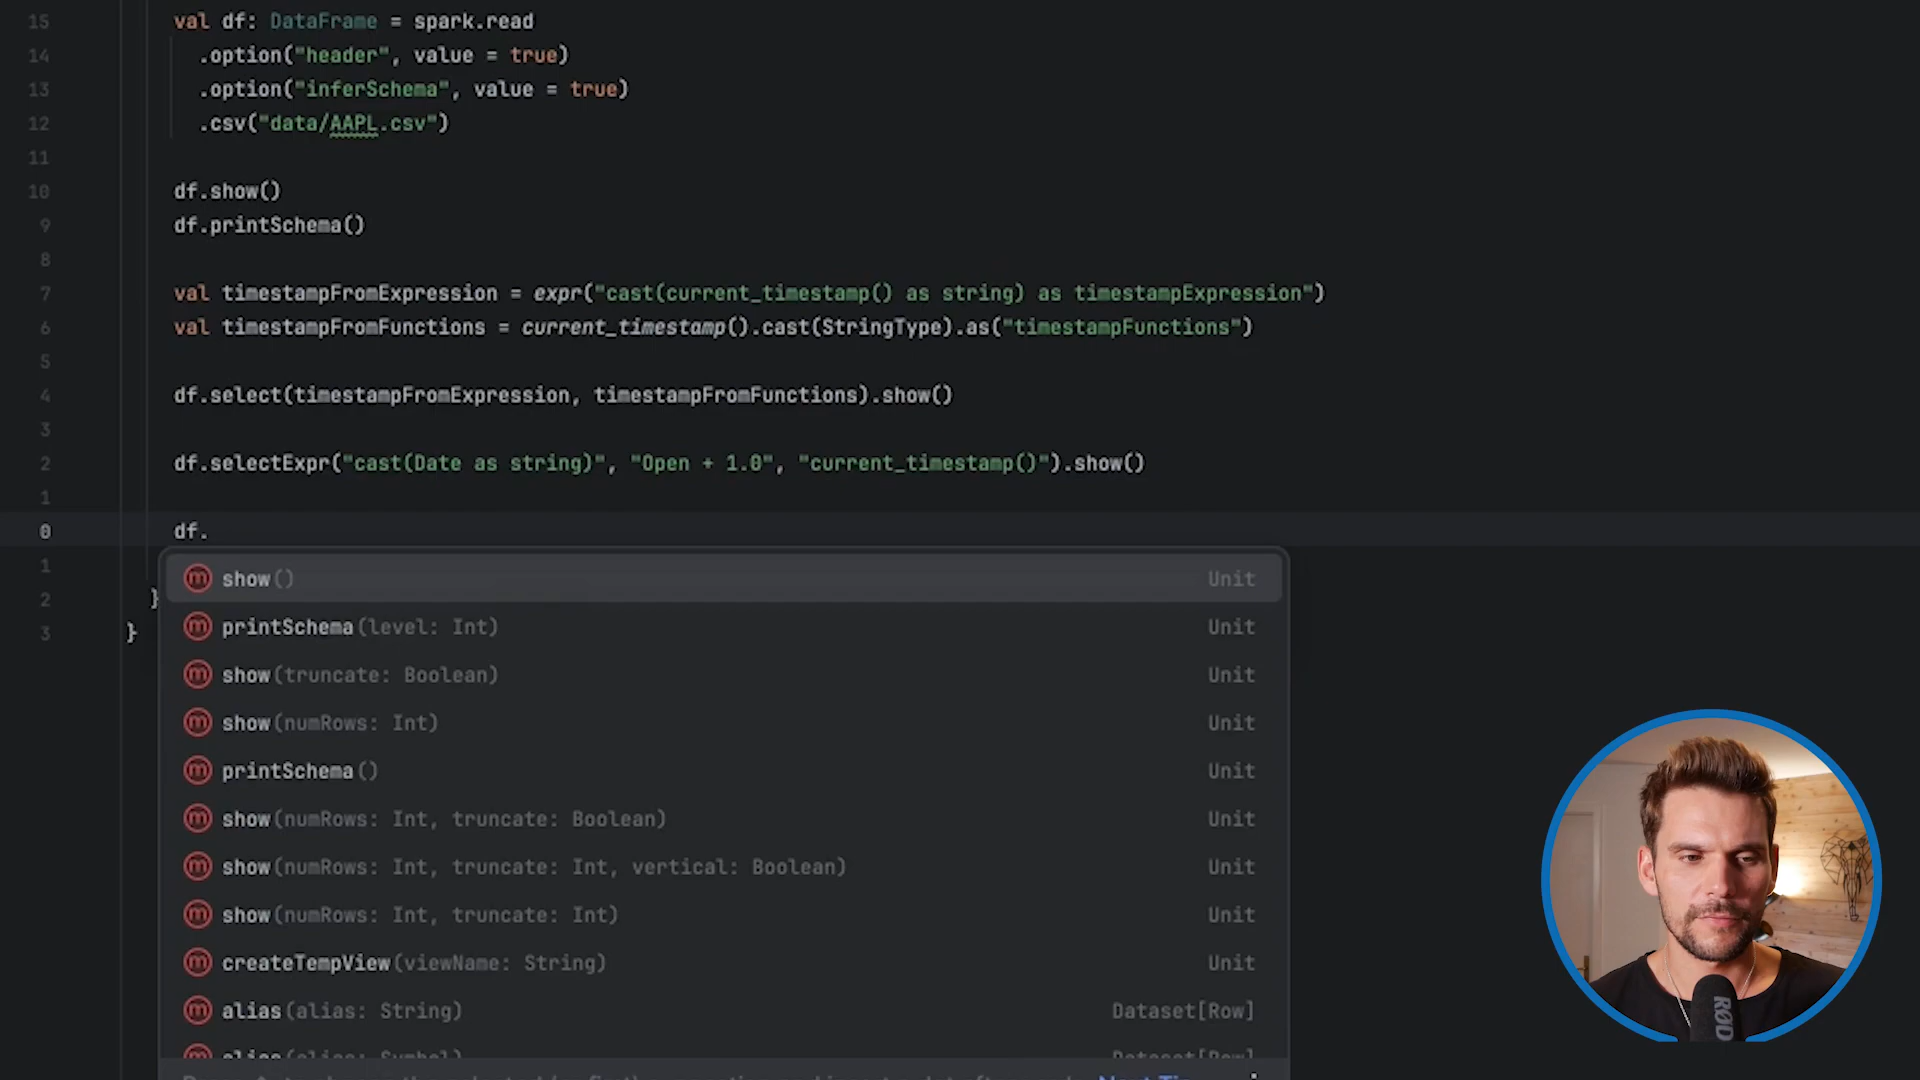 15 val df: DataFrame = spark.read
14 .option("header", value = true)
13 .option("inferSchema", value = true)
12 .csv("data/AAPL.csv")
11
10 df.show()
9 df.printSchema()
8
7 val timestampFromExpression = expr("cast(current_timestamp() as string) as timestampExpression")
6 val timestampFromFunctions = current_timestamp().cast(StringType).as("timestampFunctions")
5
4 df.select(timestampFromExpression, timestampFromFunctions).show()
3
2 df.selectExpr("cast(Date as string)", "Open + 1.0", "current_timestamp()").show()
1
0 df.
1
2 }
3 }
m show() Unit
m printSchema(level: Int) Unit
m show(truncate: Boolean) Unit
m show(numRows: Int) Unit
m printSchema() Unit
m show(numRows: Int, truncate: Boolean) Unit
m show(numRows: Int, truncate: Int, vertical: Boolean) Unit
m show(numRows: Int, truncate: Int) Unit
m createTempView(viewName: String) Unit
m alias(alias: String) Dataset[Row]
m alias(alias: Symbol) Dataset[Row]
RØD